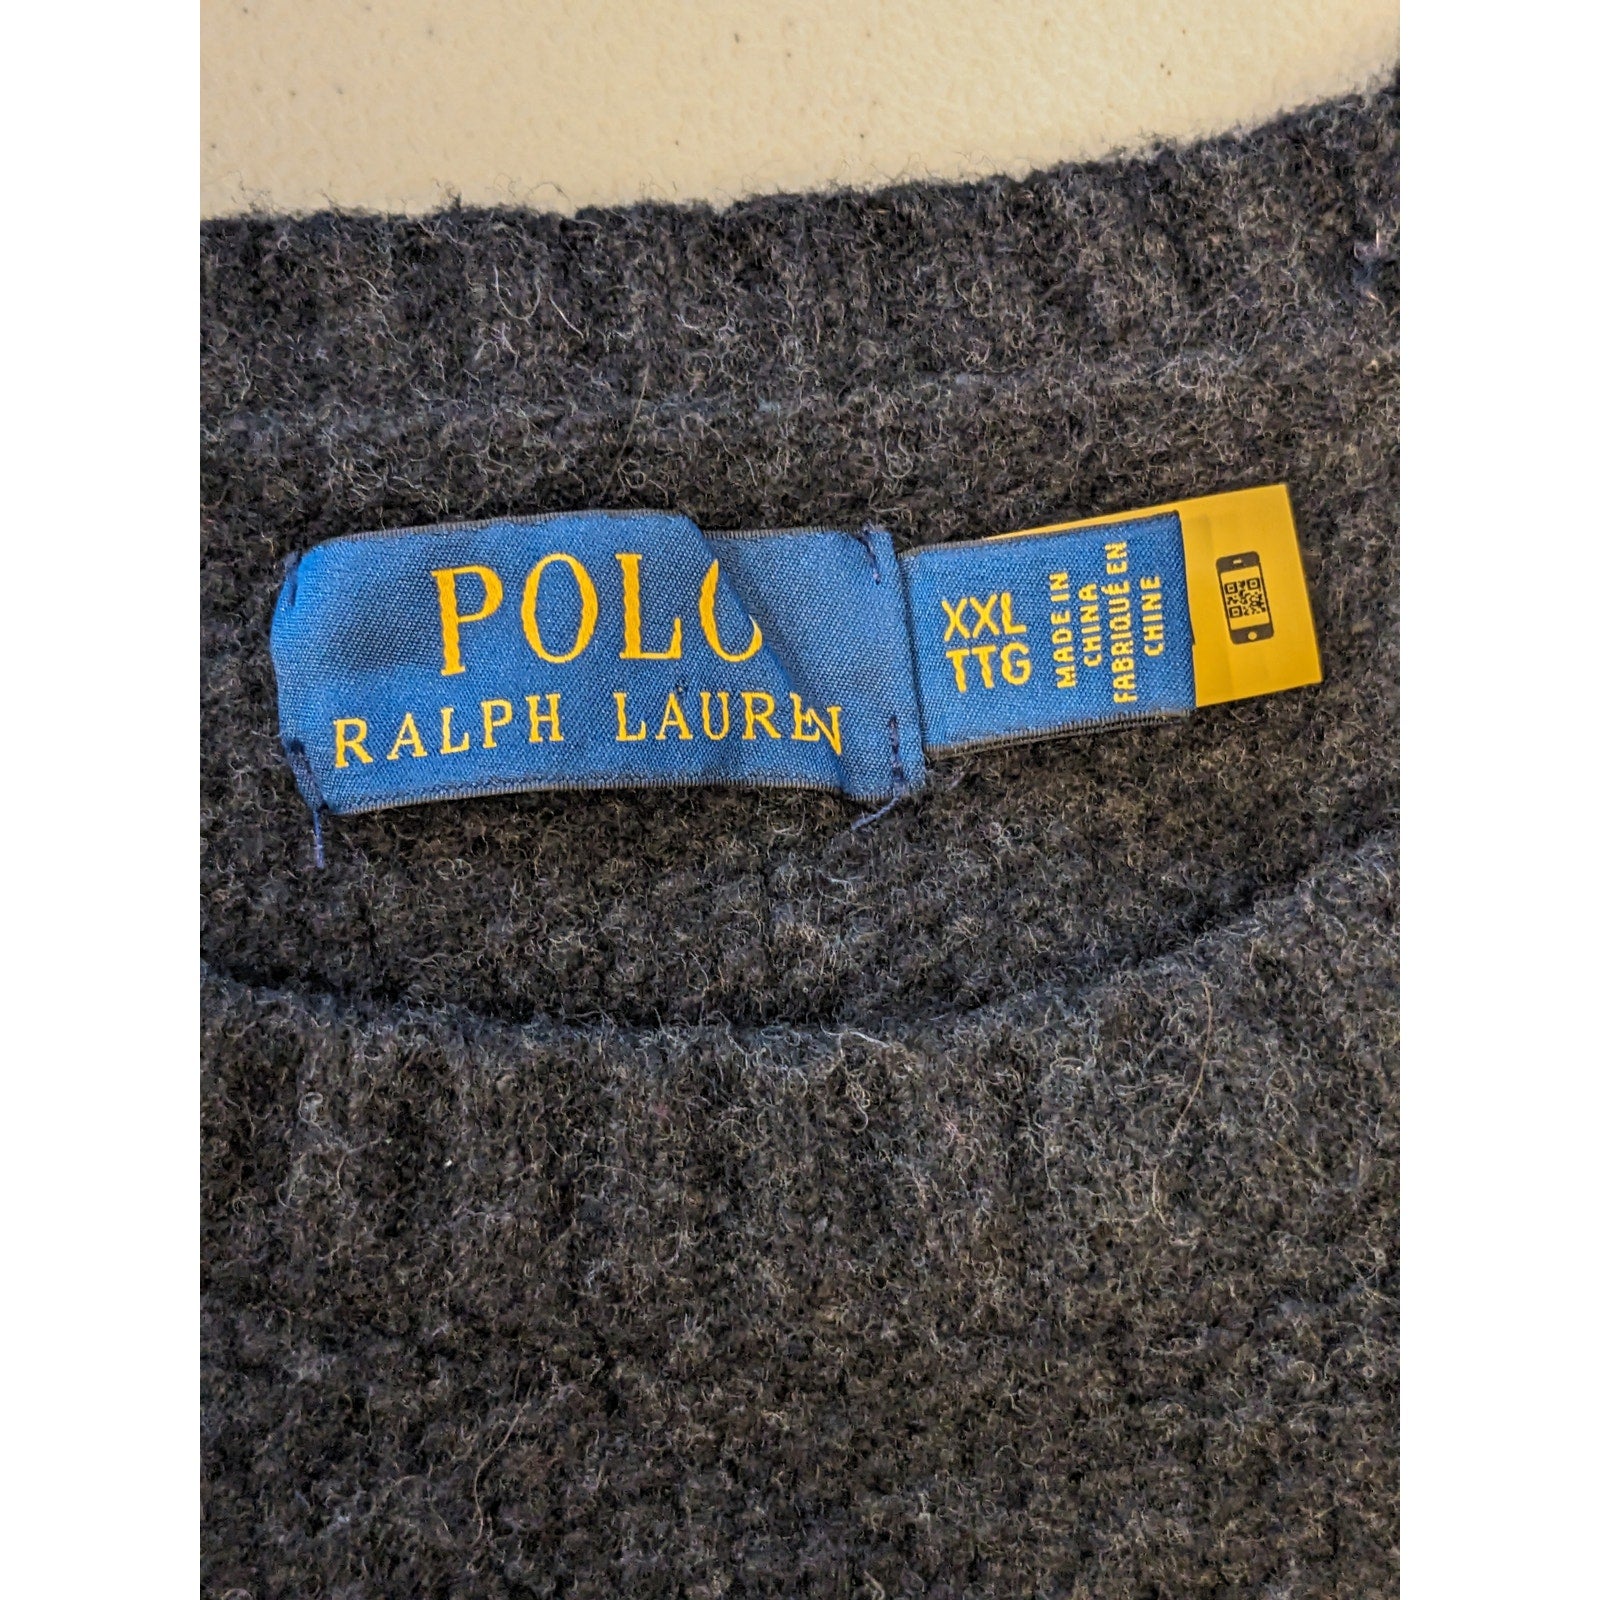 POLO
RALPH LAUREN
XXL
TTG
MADE IN
CHINA
FABRIQUÉ EN
CHINE